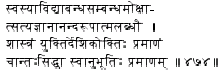 स्वस्याविद्याबन्धसम्बन्धमोक्षा-
त्सत्यज्ञानानन्दरूपात्मलब्धौ ।
शास्त्रं युक्तिर्देशिकोक्तिः प्रमाणं
चान्तःसिद्धा स्वानुभूतिः प्रमाणम् ॥ ४७४ ॥